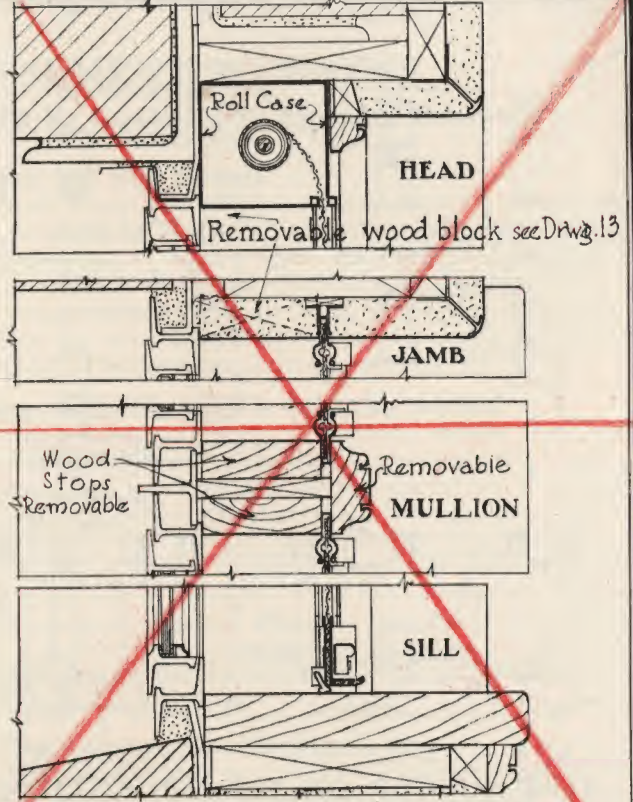 Roll Case
HEAD
Removable wood block see Drwg. 13
JAMB
Wood
Stops
Removable
Removable
MULLION
SILL